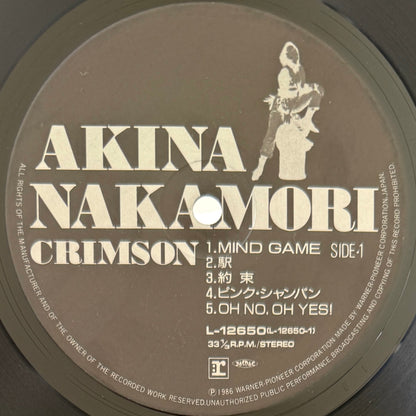 AKINA
NAKAMORI
CRIMSON
1.MIND GAME SIDE·1
2.駅
3.約束
4.ピンク・シャンパン
5.OH NO, OH YES!
L-12650(L-12650-1)
33⅓R.P.M./STEREO
Ⓟ1986 WARNER-PIONEER CORPORATION
ALL RIGHTS OF THE MANUFACTURER AND OF THE OWNER OF THE RECORDED WORK RESERVED.UNAUTHORIZED PUBLIC PERFORMANCE,BROADCASTING AND COPYING OF THIS RECORD PROHIBITED.
MADE BY WARNER-PIONEER CORPORATION,JAPAN.